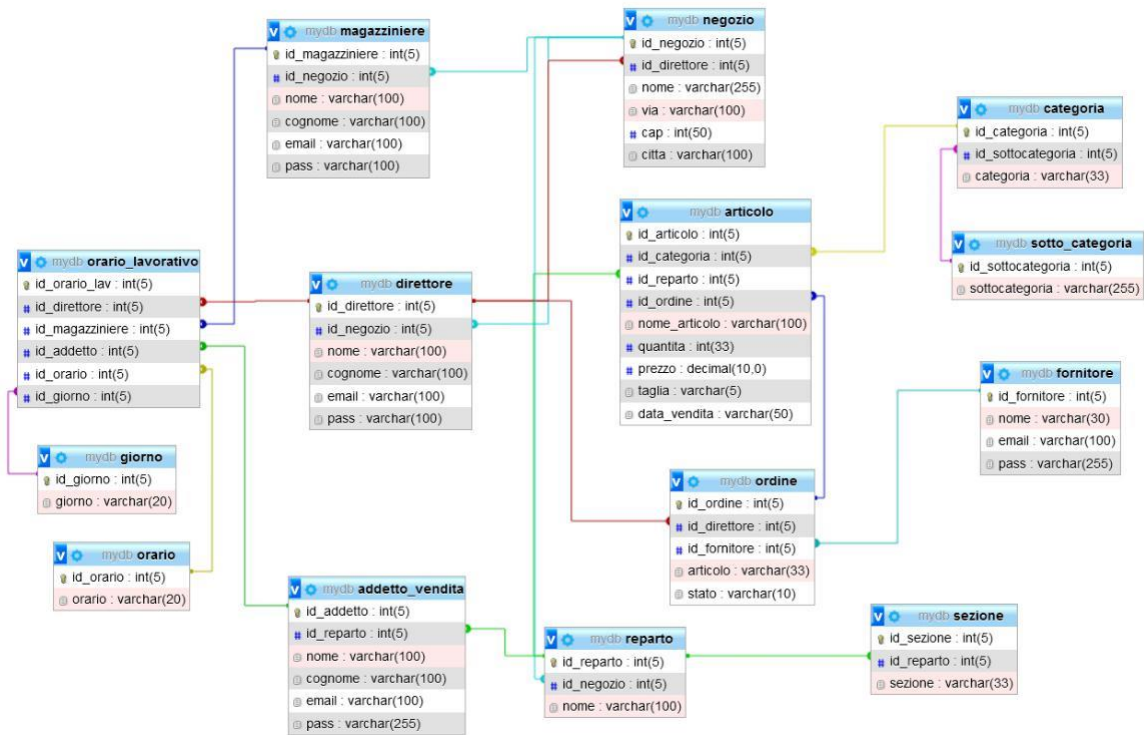 mydb magazziniere
id_magazziniere : int(5)
id_negozio : int(5)
nome : varchar(100)
cognome : varchar(100)
email : varchar(100)
pass : varchar(100)
mydb negozio
id_negozio : int(5)
id_direttore : int(5)
nome : varchar(255)
via : varchar(100)
cap : int(50)
citta : varchar(100)
mydb categoria
id_categoria : int(5)
id_sottocategoria : int(5)
categoria : varchar(33)
mydb articolo
id_articolo : int(5)
id_categoria : int(5)
id_reparto : int(5)
id_ordine : int(5)
nome_articolo : varchar(100)
quantita : int(33)
prezzo : decimal(10,0)
taglia : varchar(5)
data_vendita : varchar(50)
mydb sotto_categoria
id_sottocategoria : int(5)
sottocategoria : varchar(255)
mydb orario_lavorativo
id_orario_lav : int(5)
id_direttore : int(5)
id_magazziniere : int(5)
id_addetto : int(5)
id_orario : int(5)
id_giorno : int(5)
mydb direttore
id_direttore : int(5)
id_negozio : int(5)
nome : varchar(100)
cognome : varchar(100)
email : varchar(100)
pass : varchar(100)
mydb fornitore
id_fornitore : int(5)
nome : varchar(30)
email : varchar(100)
pass : varchar(255)
mydb giorno
id_giorno : int(5)
giorno : varchar(20)
mydb ordine
id_ordine : int(5)
id_direttore : int(5)
id_fornitore : int(5)
articolo : varchar(33)
stato : varchar(10)
mydb orario
id_orario : int(5)
orario : varchar(20)
mydb addetto_vendita
id_addetto : int(5)
id_reparto : int(5)
nome : varchar(100)
cognome : varchar(100)
email : varchar(100)
pass : varchar(255)
mydb reparto
id_reparto : int(5)
id_negozio : int(5)
nome : varchar(100)
mydb sezione
id_sezione : int(5)
id_reparto : int(5)
sezione : varchar(33)